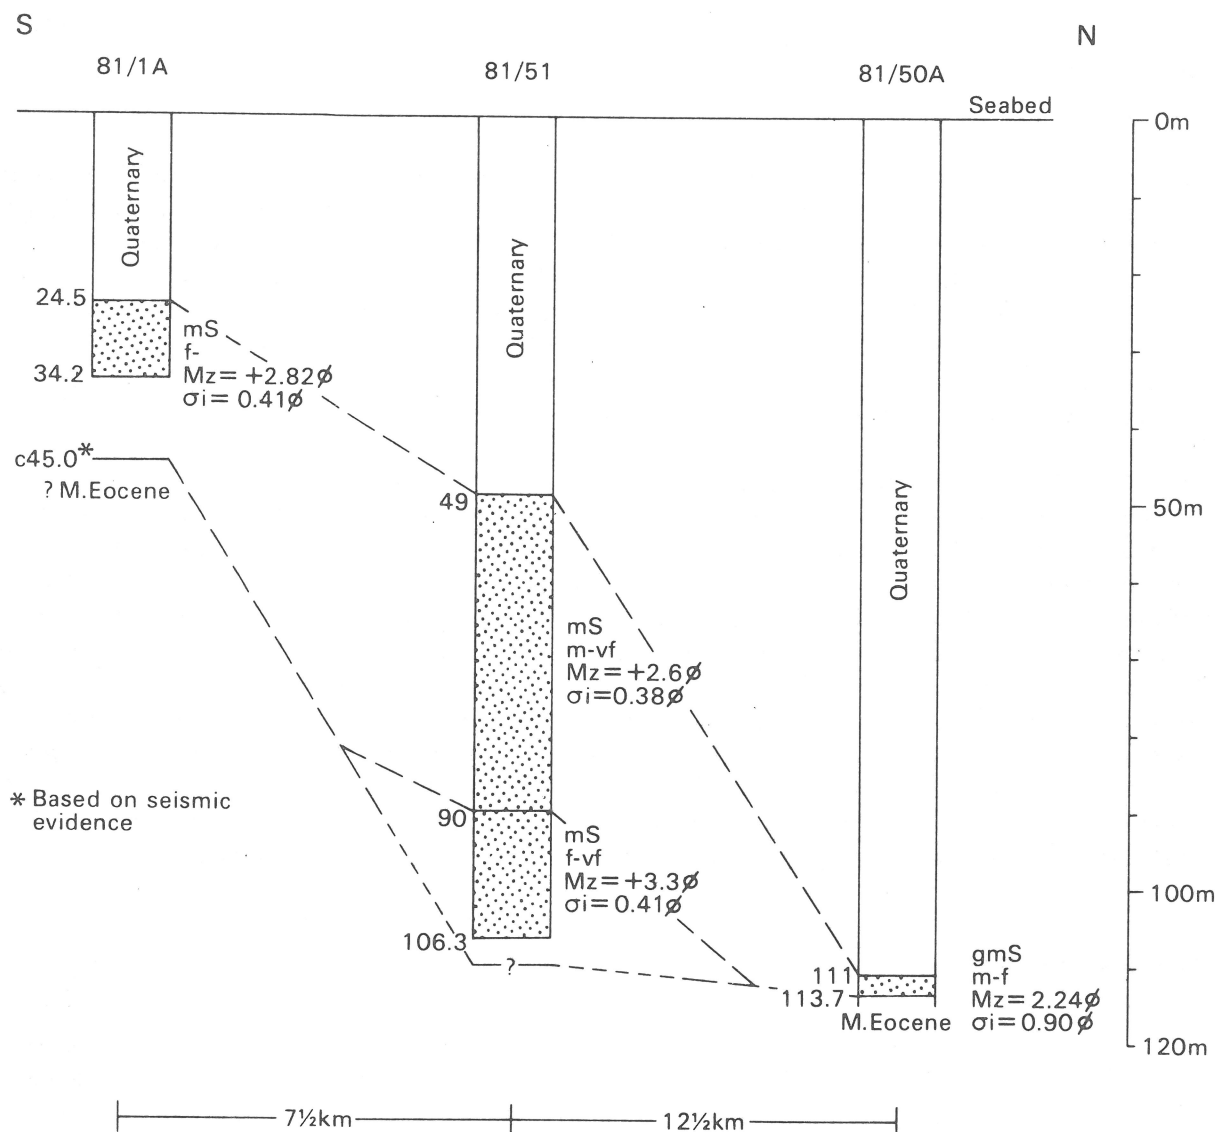 S
N
81/1A
81/51
81/50A
Seabed
0m
Quaternary
Quaternary
Quaternary
24.5
34.2
mS
f-
Mz= +2.82ø
σi= 0.41ø
c45.0*
? M.Eocene
49
50m
mS
m-vf
Mz=+2.6ø
σi=0.38ø
* Based on seismic
evidence
90
mS
f-vf
Mz=+3.3ø
σi=0.41ø
100m
106.3
?
111
113.7
M.Eocene
gmS
m-f
Mz= 2.24ø
σi=0.90ø
120m
7½km
12½km